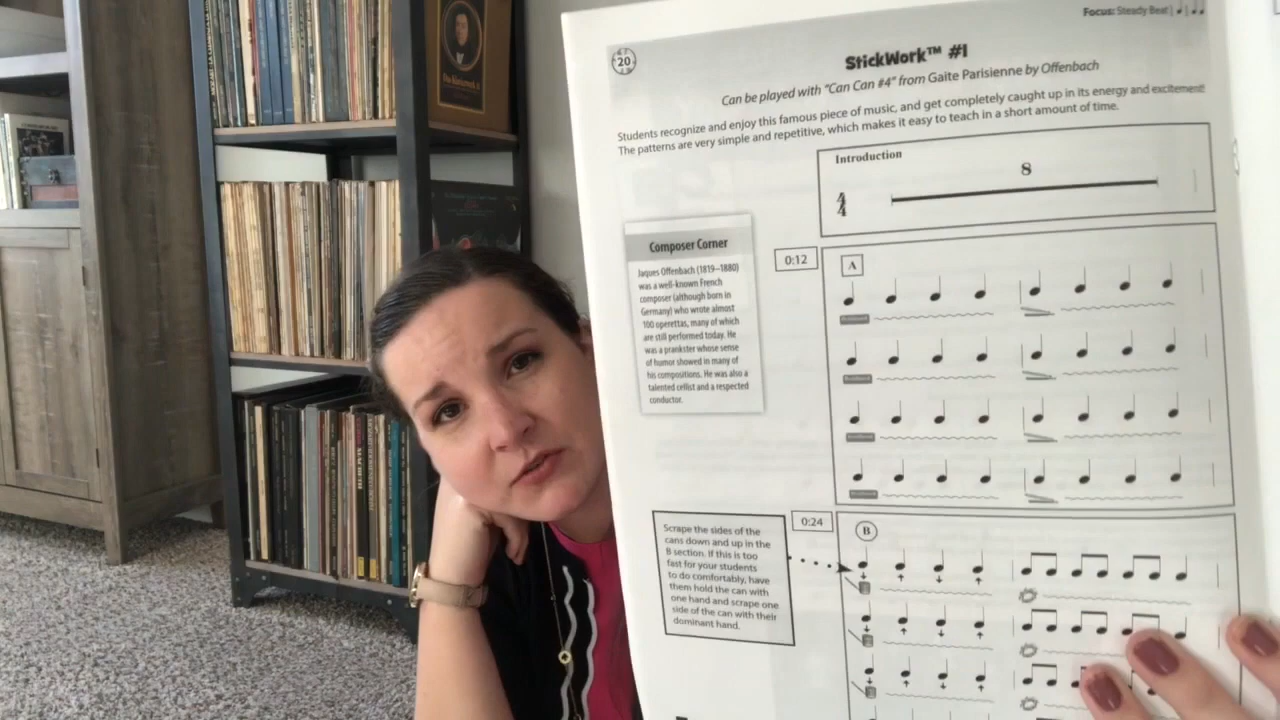 Focus: Steady Beat
20
StickWork™ #1
Can be played with "Can Can #4" from Gaite Parisienne by Offenbach
Students recognize and enjoy this famous piece of music, and get completely caught up in its energy and excitement!
The patterns are very simple and repetitive, which makes it easy to teach in a short amount of time.
Introduction
8
4
4
Composer Corner
Jaques Offenbach (1819–1880)
was a well-known French
composer (although born in
Germany) who wrote almost
100 operettas, many of which
are still performed today. He
was a prankster whose sense
of humor showed in many of
his compositions. He was also a
talented cellist and a respected
conductor.
0:12
A
0:24
B
Scrape the sides of the
cans down and up in the
B section. If this is too
fast for your students
to do comfortably, have
them hold the can with
one hand and scrape one
side of the can with their
dominant hand.